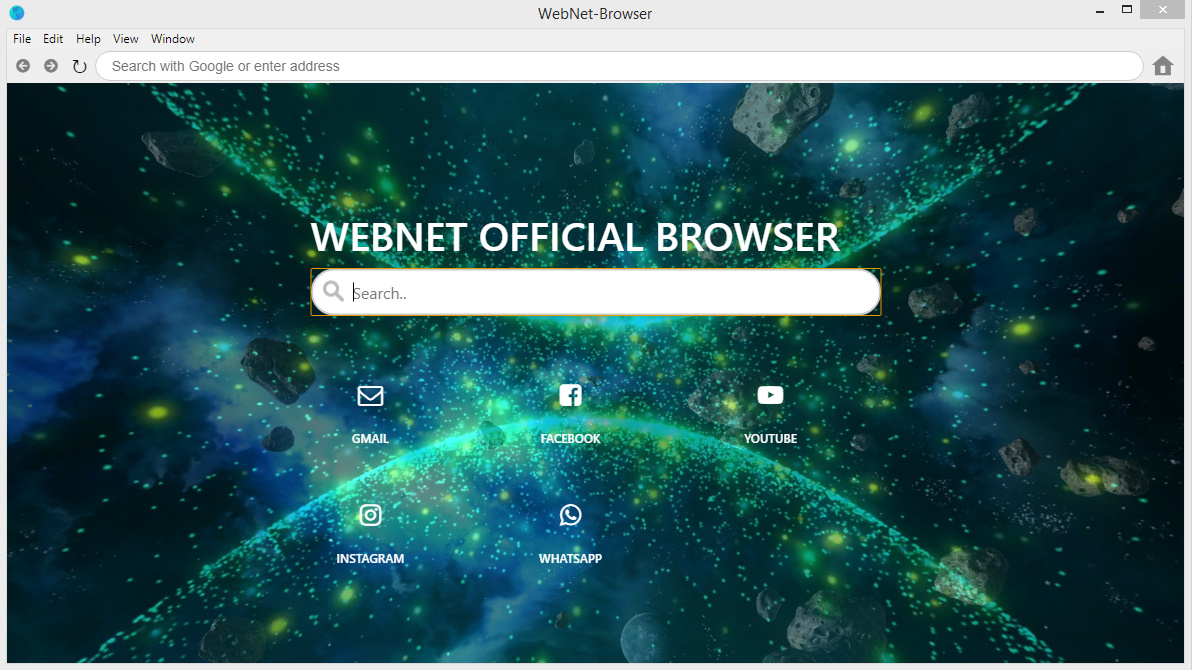 WebNet-Browser
File Edit Help View Window
Search with Google or enter address
WEBNET OFFICIAL BROWSER
Search..
GMAIL FACEBOOK YOUTUBE
INSTAGRAM WHATSAPP